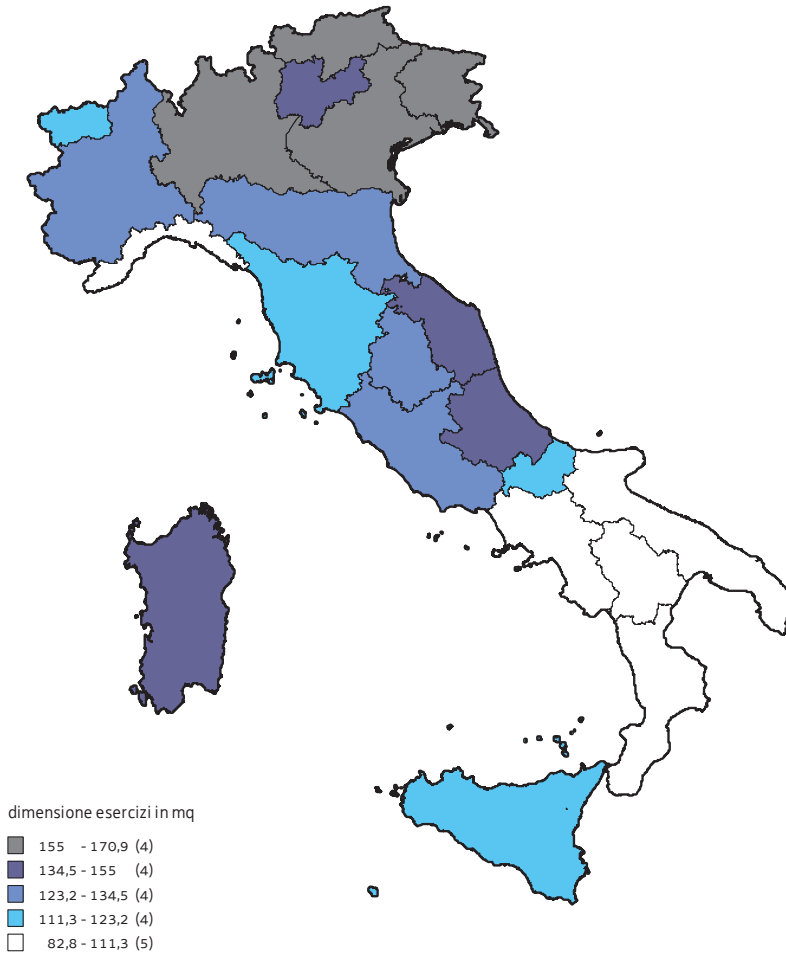 dimensione esercizi in mq
155 - 170,9 (4)
134,5 - 155 (4)
123,2 - 134,5 (4)
111,3 - 123,2 (4)
82,8 - 111,3 (5)